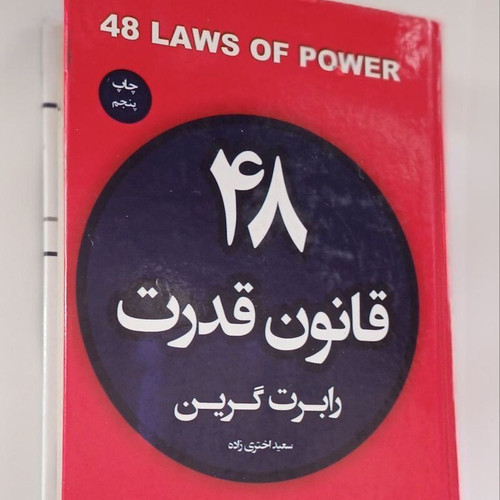 48 LAWS OF POWER
چاپ
پنجم
۴۸
قانون قدرت
رابرت گرین
سعید اختری زاده